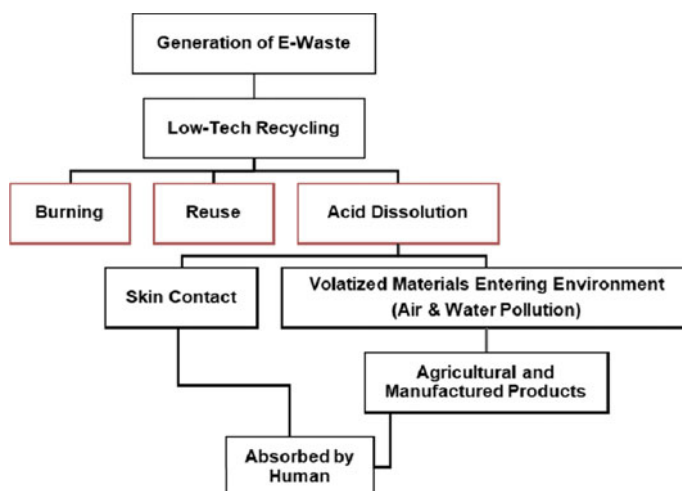 Generation of E-Waste
Low-Tech Recycling
Burning
Reuse
Acid Dissolution
Skin Contact
Volatized Materials Entering Environment
(Air & Water Pollution)
Agricultural and
Manufactured Products
Absorbed by
Human